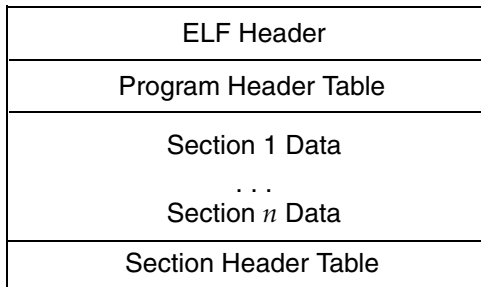 ELF Header
Program Header Table
Section 1 Data
. . .
Section n Data
Section Header Table